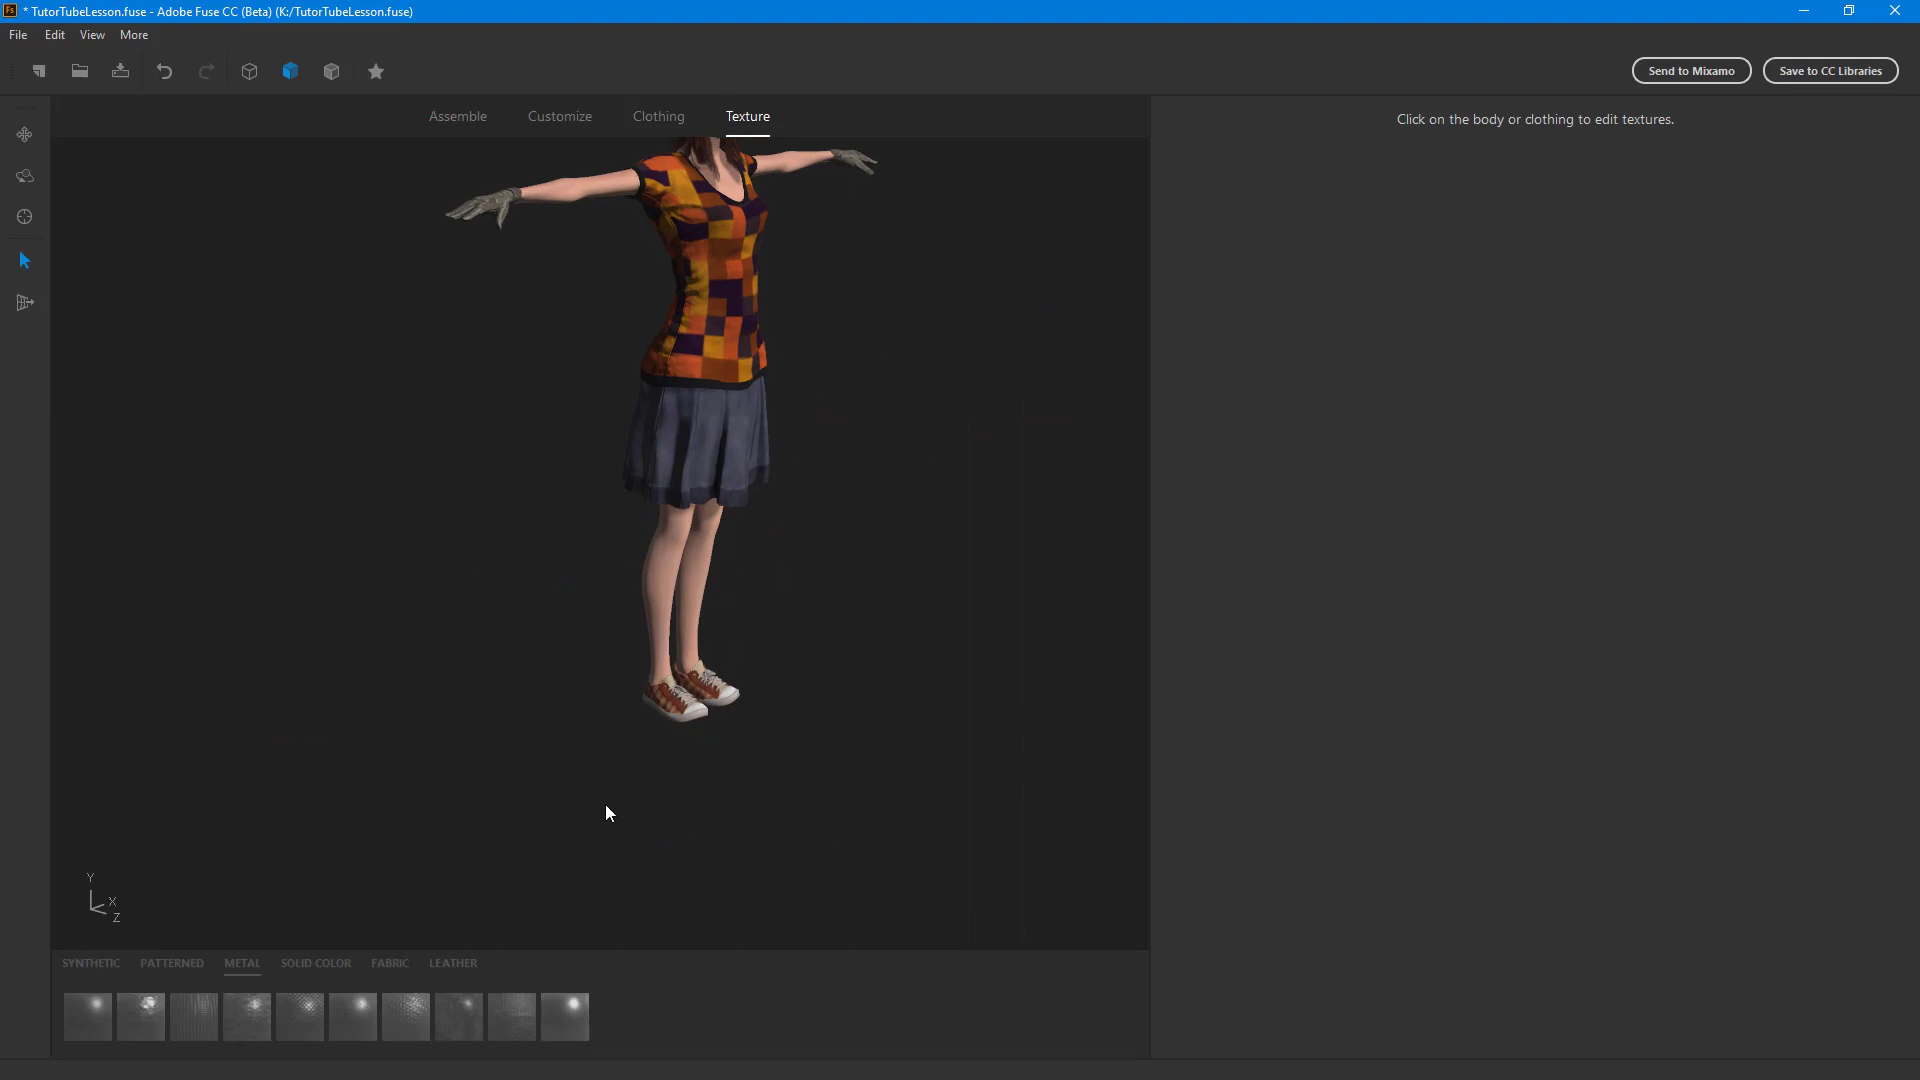 Fs * TutorTubeLesson.fuse - Adobe Fuse CC (Beta) (K:/TutorTubeLesson.fuse)
File Edit View More
Send to Mixamo Save to CC Libraries
Assemble Customize Clothing Texture
Click on the body or clothing to edit textures.
Y
X
Z
SYNTHETIC PATTERNED METAL SOLID COLOR FABRIC LEATHER